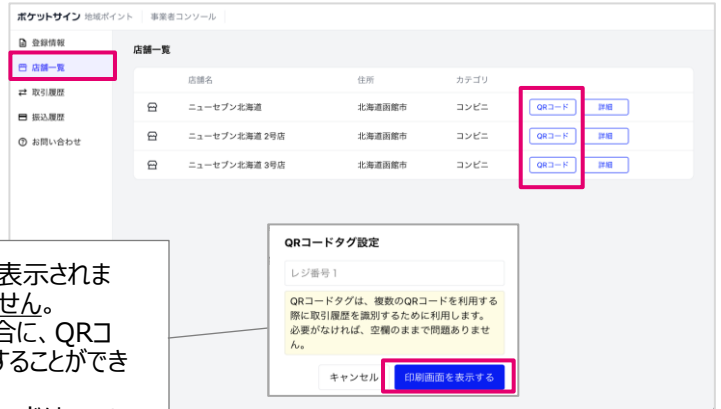 ポケットサイン 地域ポイント 事業者コンソール
登録情報
店舗一覧
取引履歴
振込履歴
お問い合わせ
店舗一覧
店舗名 住所 カテゴリ
ニューセブン北海道 北海道函館市 コンビニ QRコード 詳細
ニューセブン北海道 2号店 北海道函館市 コンビニ QRコード 詳細
ニューセブン北海道 3号店 北海道函館市 コンビニ QRコード 詳細
QRコードタグ設定
レジ番号1
QRコードタグは、複数のQRコードを利用する
際に取引履歴を識別するために利用します。
必要がなければ、空欄のままで問題ありませ
ん。
キャンセル 印刷画面を表示する
表示されま
せん。
合に、QRコ
することができ